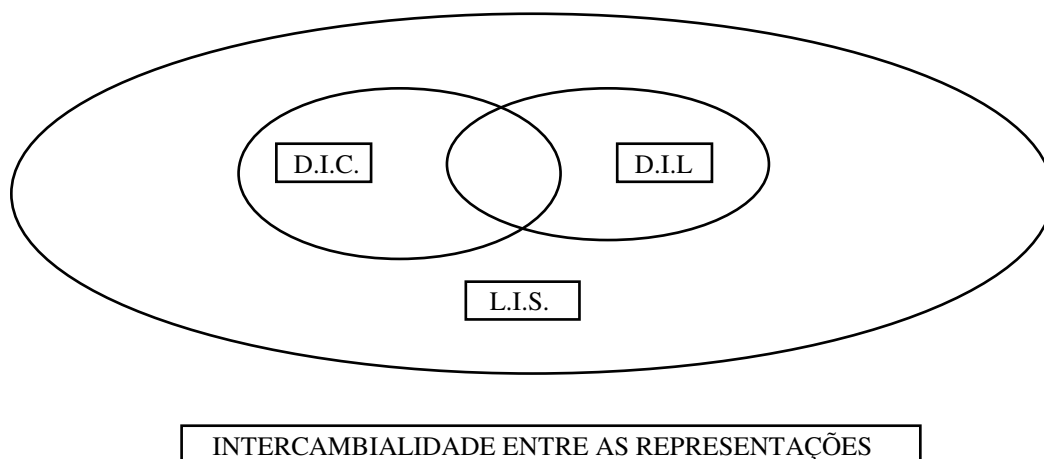 D.I.C.
D.I.L
L.I.S.
INTERCAMBIALIDADE ENTRE AS REPRESENTAÇÕES